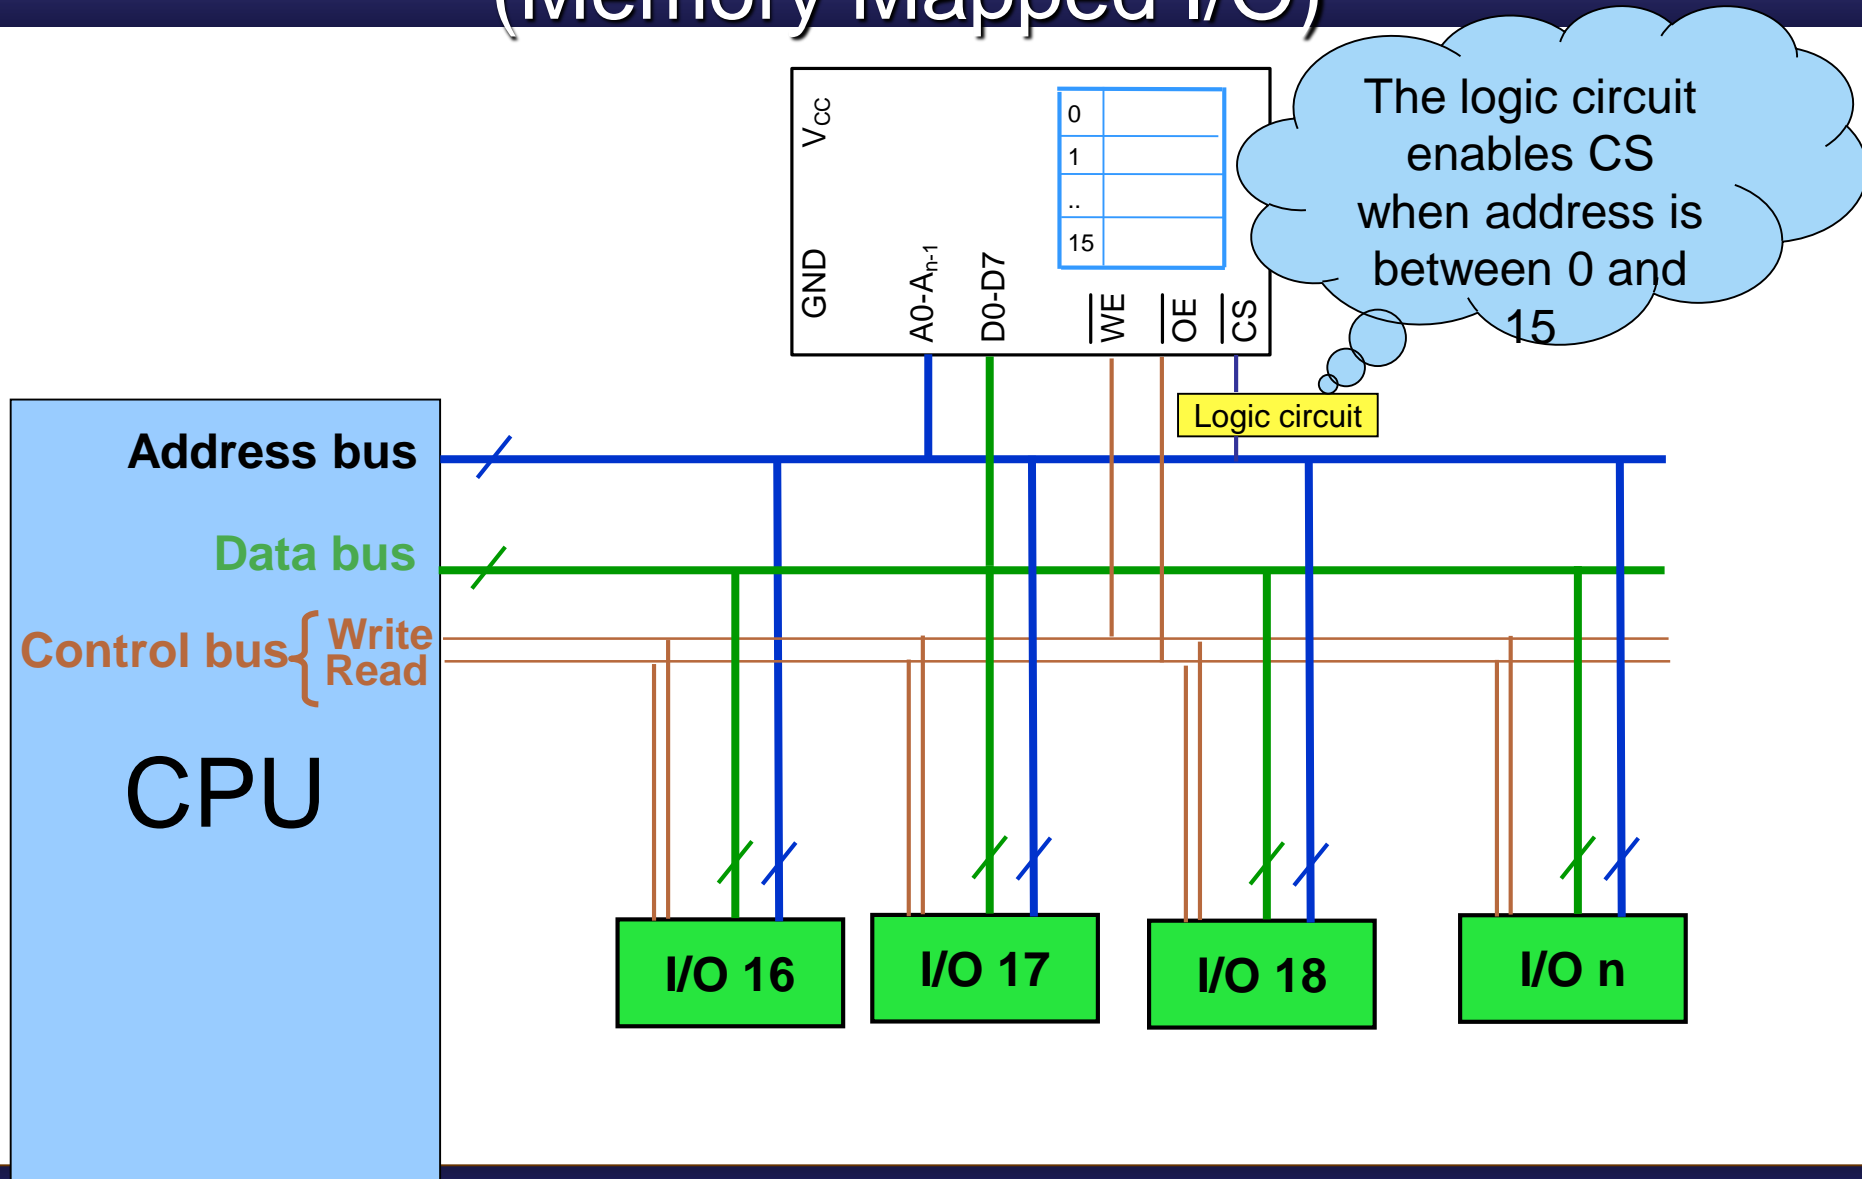 (Memory Mapped I/O)
The logic circuit
enables CS
when address is
between 0 and
15
VCC
GND
A0-An-1
D0-D7
0
1
..
15
WE
OE
CS
Logic circuit
Address bus
Data bus
Control bus
Write
Read
CPU
I/O 16
I/O 17
I/O 18
I/O n